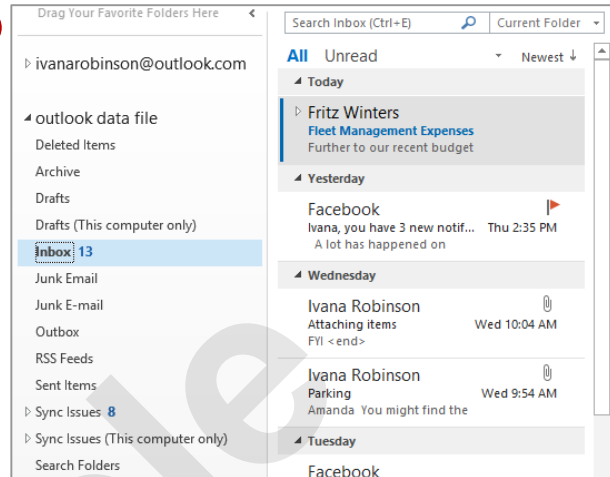 Drag Your Favorite Folders Here
ivanarobinson@outlook.com
outlook data file
Deleted Items
Archive
Drafts
Drafts (This computer only)
Inbox 13
Junk Email
Junk E-mail
Outbox
RSS Feeds
Sent Items
Sync Issues 8
Sync Issues (This computer only)
Search Folders
Search Inbox (Ctrl+E) Current Folder
All Unread Newest ↓
Today
Fritz Winters
Fleet Management Expenses
Further to our recent budget
Yesterday
Facebook
Ivana, you have 3 new notif... Thu 2:35 PM
A lot has happened on
Wednesday
Ivana Robinson
Attaching items Wed 10:04 AM
FYI <end>
Ivana Robinson
Parking Wed 9:54 AM
Amanda You might find the
Tuesday
Facebook